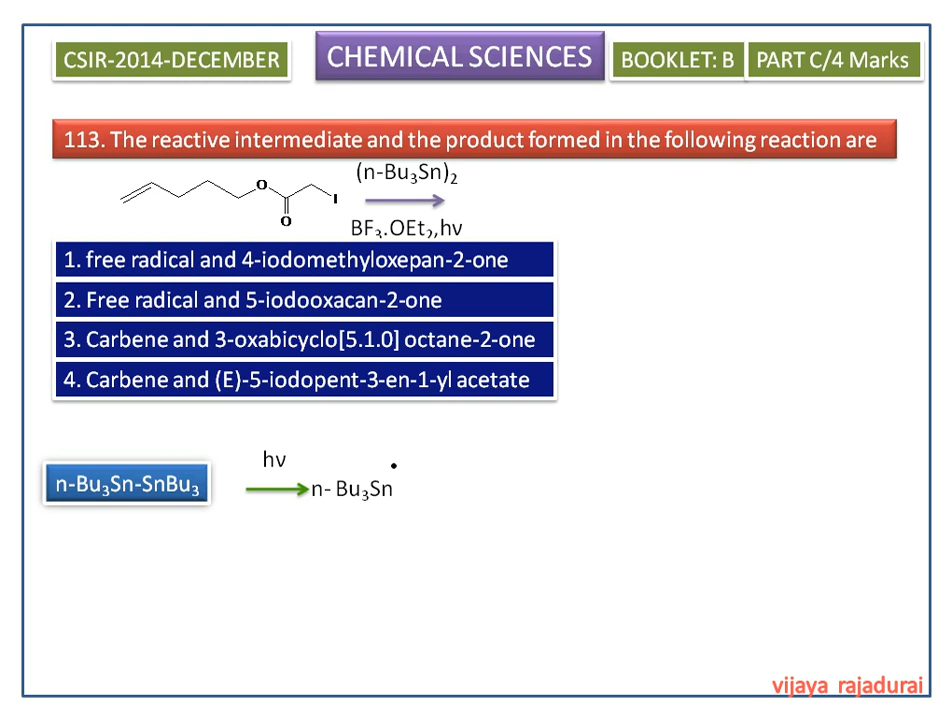 CSIR-2014-DECEMBER
CHEMICAL SCIENCES
BOOKLET: B
PART C/4 Marks
113. The reactive intermediate and the product formed in the following reaction are
O
O
I
(n-Bu₃Sn)₂
BF₃.OEt₂,hν
1. free radical and 4-iodomethyloxepan-2-one
2. Free radical and 5-iodooxacan-2-one
3. Carbene and 3-oxabicyclo[5.1.0] octane-2-one
4. Carbene and (E)-5-iodopent-3-en-1-yl acetate
n-Bu₃Sn-SnBu₃
hν
n- Bu₃Sn •
vijaya rajadurai